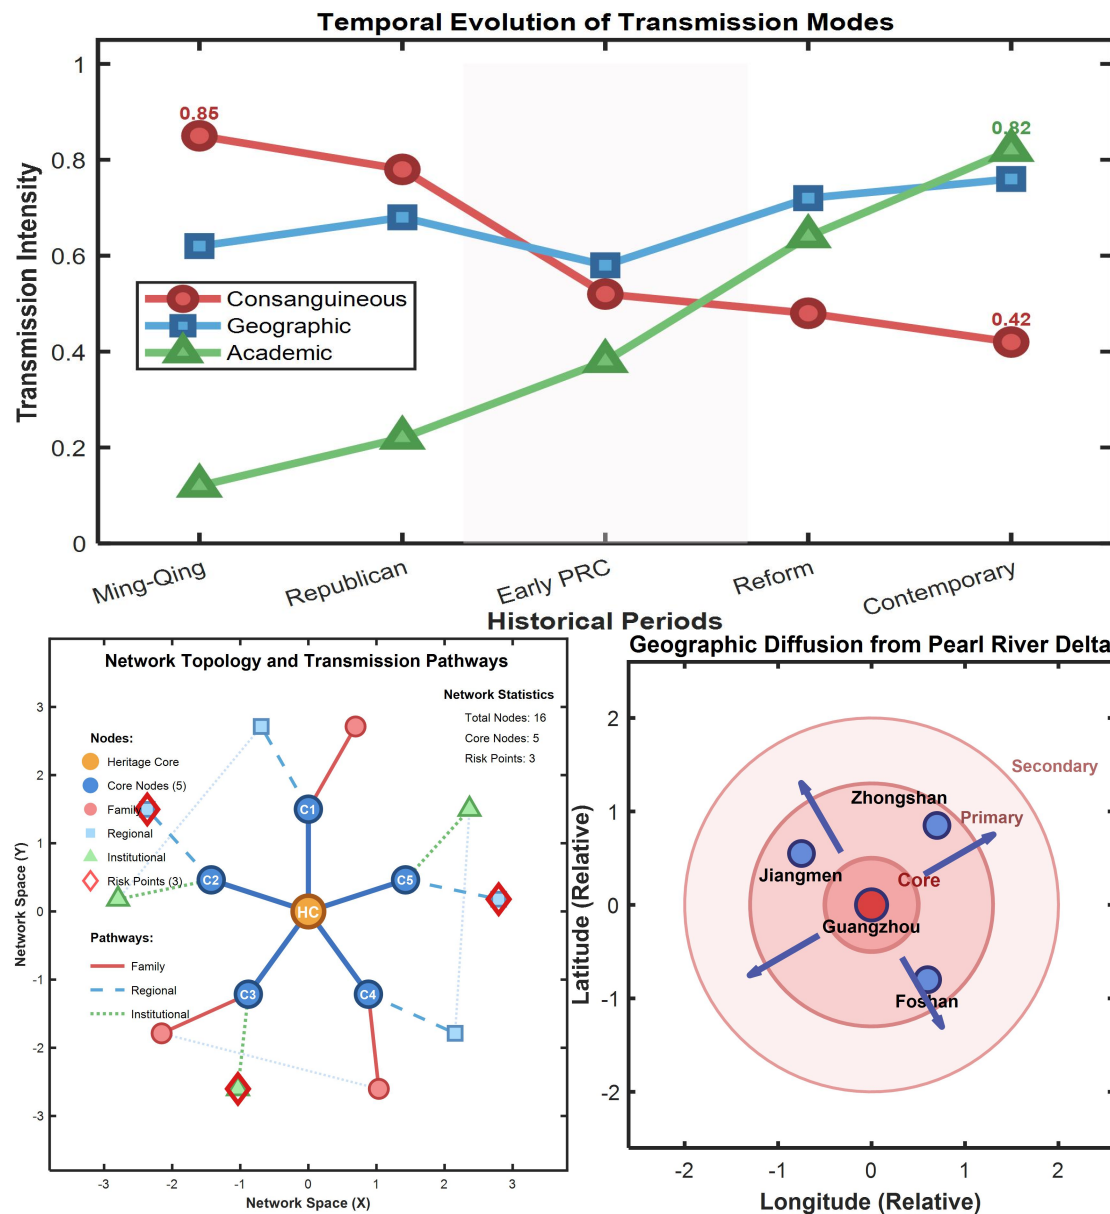 Temporal Evolution of Transmission Modes
1
0.8
0.6
0.4
0.2
0
Transmission Intensity
0.85
0.82
0.42
Consanguineous
Geographic
Academic
Ming-Qing
Republican
Early PRC
Reform
Contemporary
Historical Periods
Network Topology and Transmission Pathways
Network Statistics
Total Nodes: 16
Core Nodes: 5
Risk Points: 3
Nodes:
Heritage Core
Core Nodes (5)
Family
Regional
Institutional
Risk Points (3)
Pathways:
Family
Regional
Institutional
C1
C2
C5
HC
C3
C4
3
2
1
0
-1
-2
-3
Network Space (Y)
-3
-2
-1
0
1
2
3
Network Space (X)
Geographic Diffusion from Pearl River Delta
Secondary
Zhongshan
Primary
Jiangmen
Core
Guangzhou
Foshan
2
1
0
-1
-2
Latitude (Relative)
-2
-1
0
1
2
Longitude (Relative)